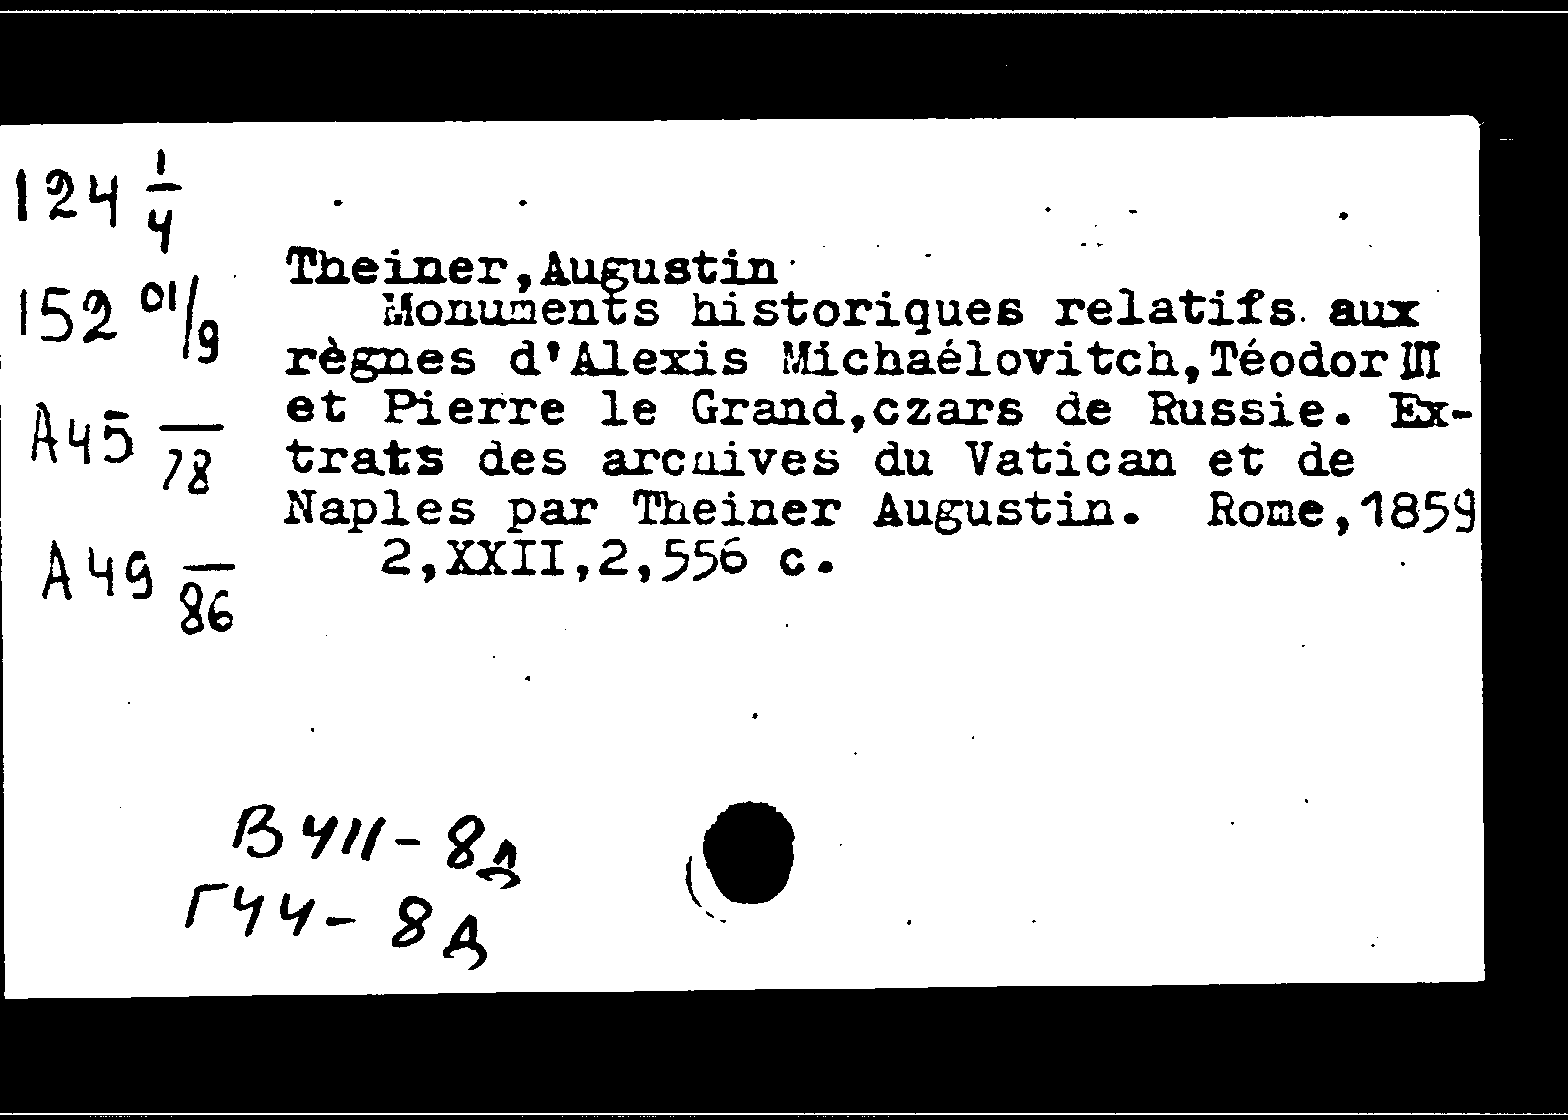 124 1/4
152 01/9
A45 —/78
A49 —/86
Theiner,Augustin
Monuments historiques relatifs aux
règnes d'Alexis Michaélovitch,Téodor III
et Pierre le Grand,czars de Russie. Ex-
trats des archives du Vatican et de
Naples par Theiner Augustin. Rome,1859
2,XXII,2,556 с.
В 411 - 8д
Г44 - 8д